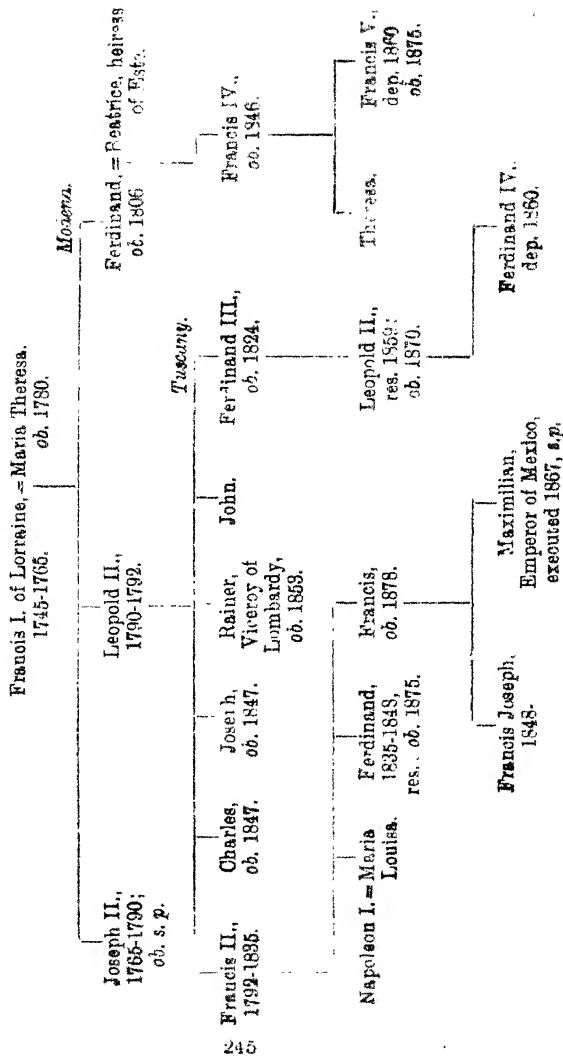 Francis I. of Lorraine, = Maria Theresa.
1745-1765. ob. 1780.
Modena.
Joseph II.,
1765-1790;
ob. s. p.
Leopold II.,
1790-1792.
Ferdinand, = Beatrice, heiress
ob. 1806 of Este.
Tuscany.
Francis II.,
1792-1835.
Charles,
ob. 1847.
Joseph,
ob. 1847.
Rainer,
Viceroy of
Lombardy,
ob. 1853.
John.
Ferdinand III.,
ob. 1824.
Francis IV.,
ob. 1846.
Napoleon I. = Maria
Louisa.
Ferdinand,
1835-1848,
res., ob. 1875.
Francis,
ob. 1878.
Leopold II.,
res. 1859;
ob. 1870.
Theresa.
Francis V.,
dep. 1860
ob. 1875.
Francis Joseph,
1848-
Maximilian,
Emperor of Mexico,
executed 1867, s.p.
Ferdinand IV.,
dep. 1860.
245